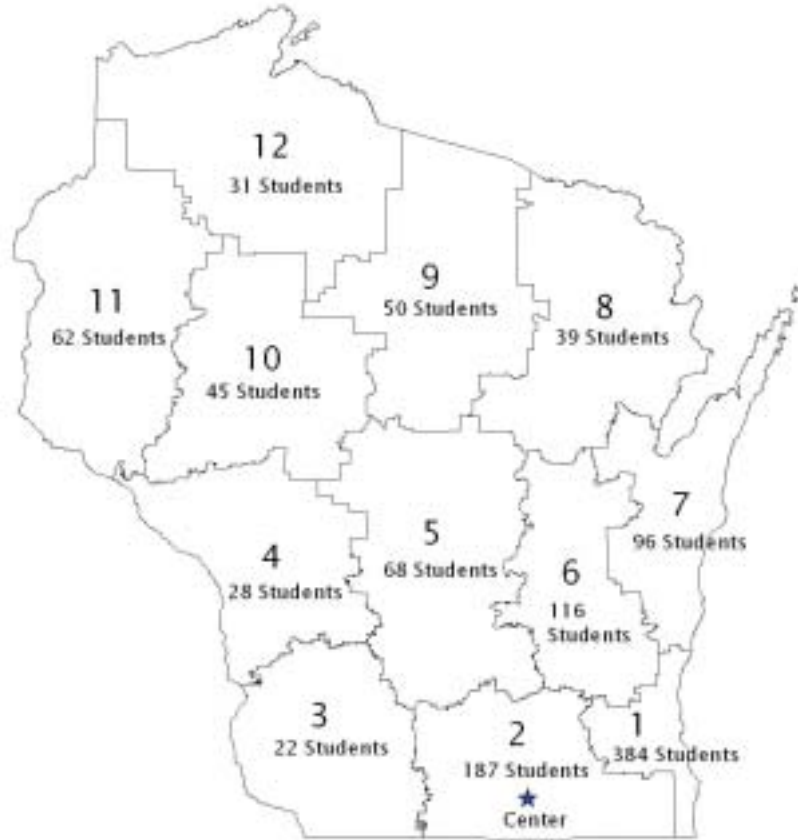 12
31 Students
9
50 Students
11
62 Students
8
39 Students
10
45 Students
7
96 Students
5
68 Students
4
28 Students
6
116
Students
3
22 Students
2
187 Students
1
384 Students
Center